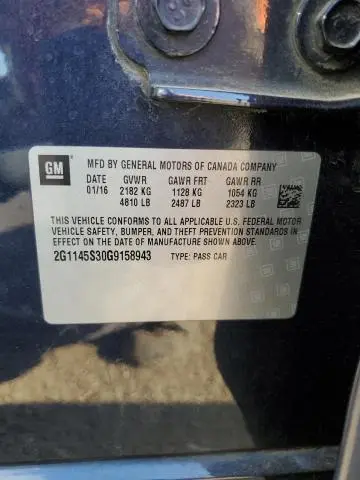 GM
MFD BY GENERAL MOTORS OF CANADA COMPANY
DATE GVWR GAWR FRT GAWR RR
01/16 2182 KG 1128 KG 1054 KG
4810 LB 2487 LB 2323 LB
THIS VEHICLE CONFORMS TO ALL APPLICABLE U.S. FEDERAL MOTOR
VEHICLE SAFETY, BUMPER, AND THEFT PREVENTION STANDARDS
IN EFFECT ON THE DATE OF MANUFACTURE SHOWN ABOVE.
2G1145S30G9158943 TYPE: PASS CAR